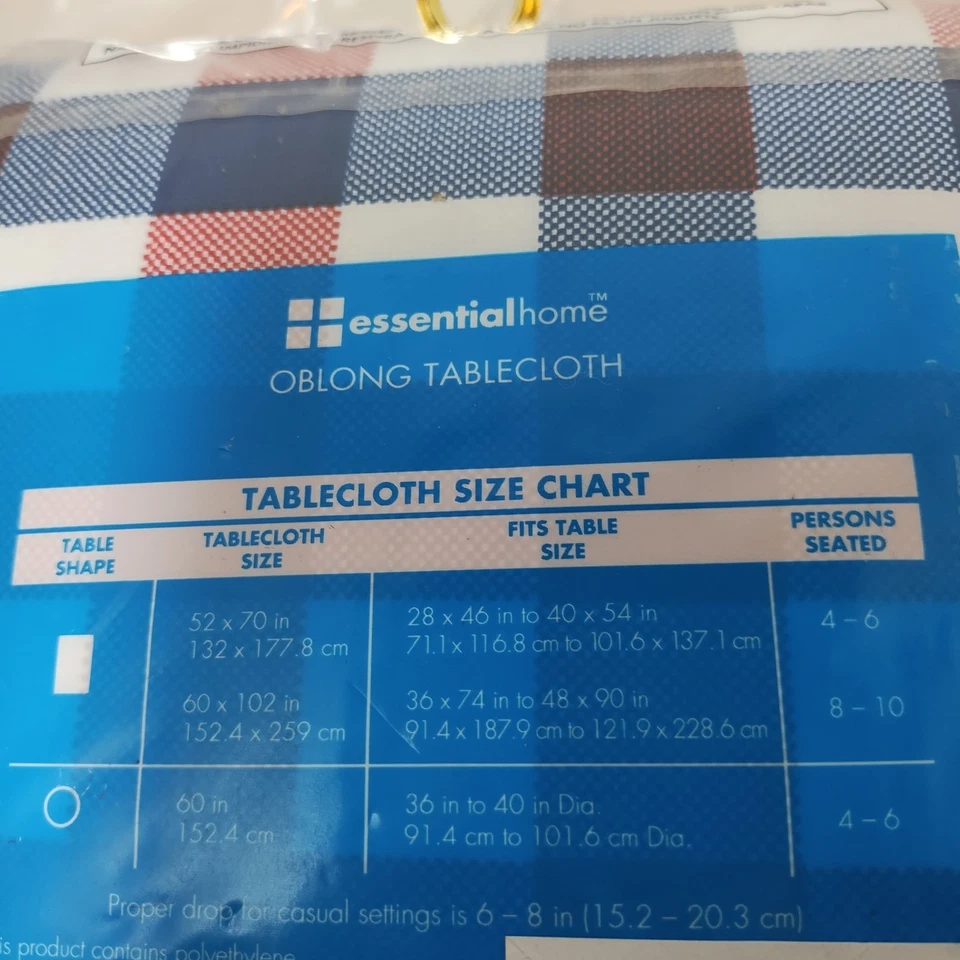 essentialhome™
OBLONG TABLECLOTH
TABLECLOTH SIZE CHART
TABLE SHAPE
TABLECLOTH SIZE
FITS TABLE SIZE
PERSONS SEATED
52 x 70 in
132 x 177.8 cm
28 x 46 in to 40 x 54 in
71.1 x 116.8 cm to 101.6 x 137.1 cm
4 – 6
60 x 102 in
152.4 x 259 cm
36 x 74 in to 48 x 90 in
91.4 x 187.9 cm to 121.9 x 228.6 cm
8 – 10
60 in
152.4 cm
36 in to 40 in Dia.
91.4 cm to 101.6 cm Dia.
4 – 6
Proper drop for casual settings is 6 – 8 in (15.2 – 20.3 cm)
product contains polyethylene